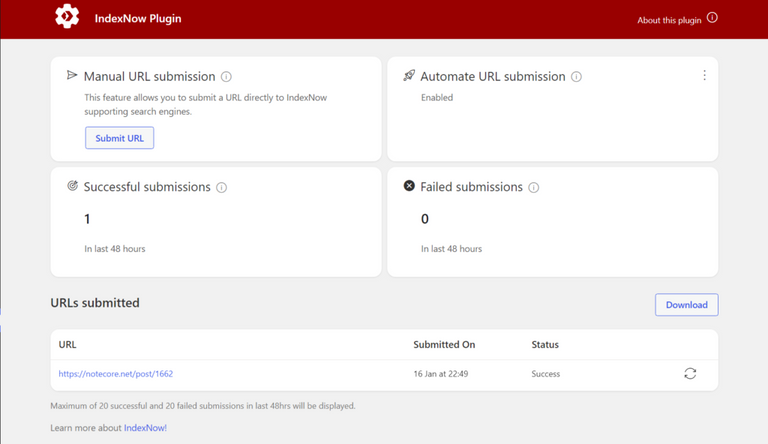 IndexNow Plugin
About this plugin
Manual URL submission
This feature allows you to submit a URL directly to IndexNow
supporting search engines.
Submit URL
Automate URL submission
Enabled
Successful submissions
1
In last 48 hours
Failed submissions
0
In last 48 hours
URLs submitted
Download
URL Submitted On Status
https://notecore.net/post/1662 16 Jan at 22:49 Success
Maximum of 20 successful and 20 failed submissions in last 48hrs will be displayed.
Learn more about IndexNow!